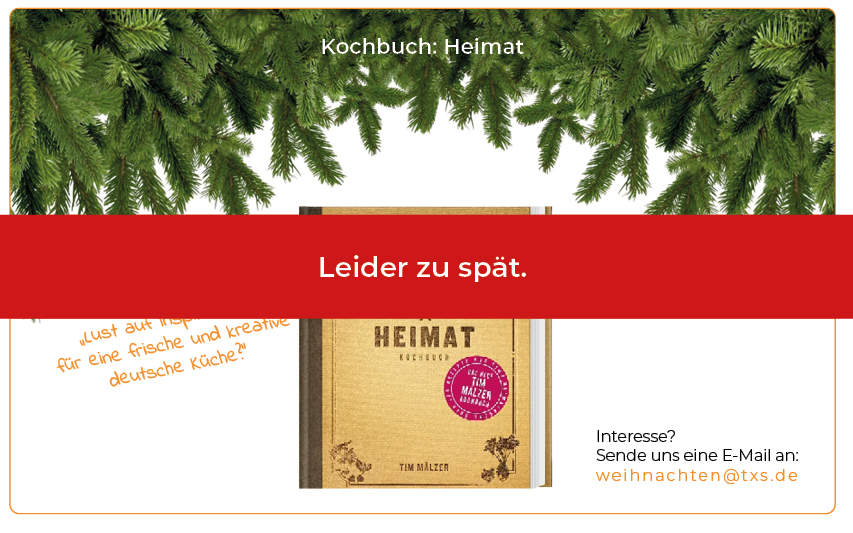 Kochbuch: Heimat
Leider zu spät.
„Lust auf
für eine frische und kreative
deutsche Küche?“
HEIMAT
KOCHBUCH
TIM
MÄLZER
KOCHBUCH
TIM MÄLZER
Interesse?
Sende uns eine E-Mail an:
weihnachten@txs.de